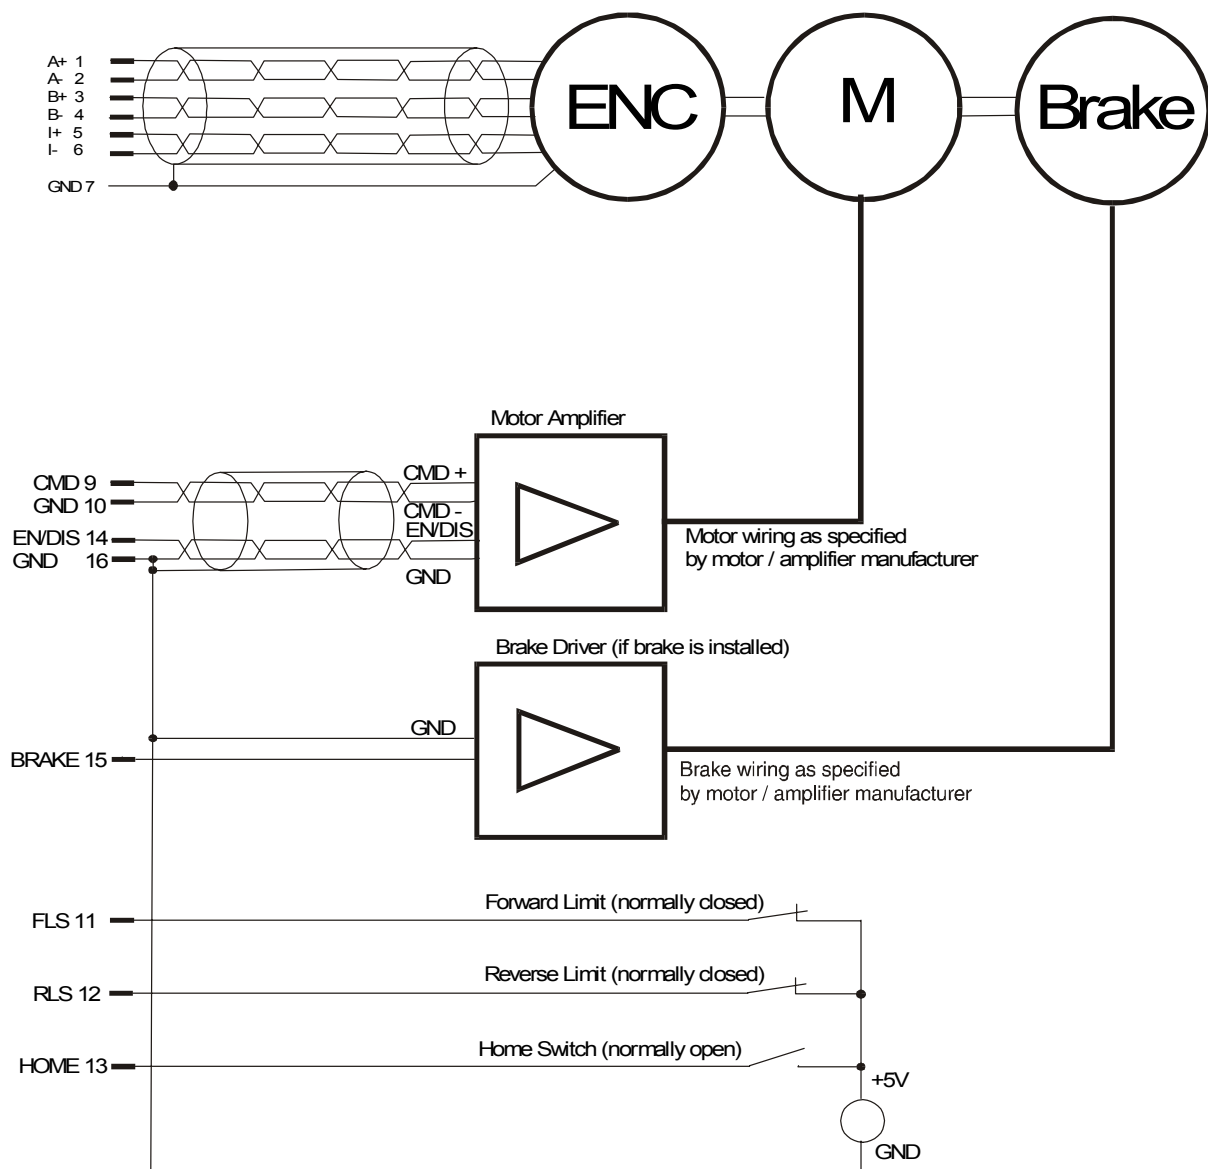 A+ 1
A- 2
B+ 3
B- 4
I+ 5
I- 6
GND 7
ENC
M
Brake
Motor Amplifier
CMD 9
GND 10
EN/DIS 14
GND 16
CMD +
CMD -
EN/DIS
GND
Motor wiring as specified
by motor / amplifier manufacturer
Brake Driver (if brake is installed)
GND
BRAKE 15
Brake wiring as specified
by motor / amplifier manufacturer
FLS 11
Forward Limit (normally closed)
RLS 12
Reverse Limit (normally closed)
HOME 13
Home Switch (normally open)
+5V
GND